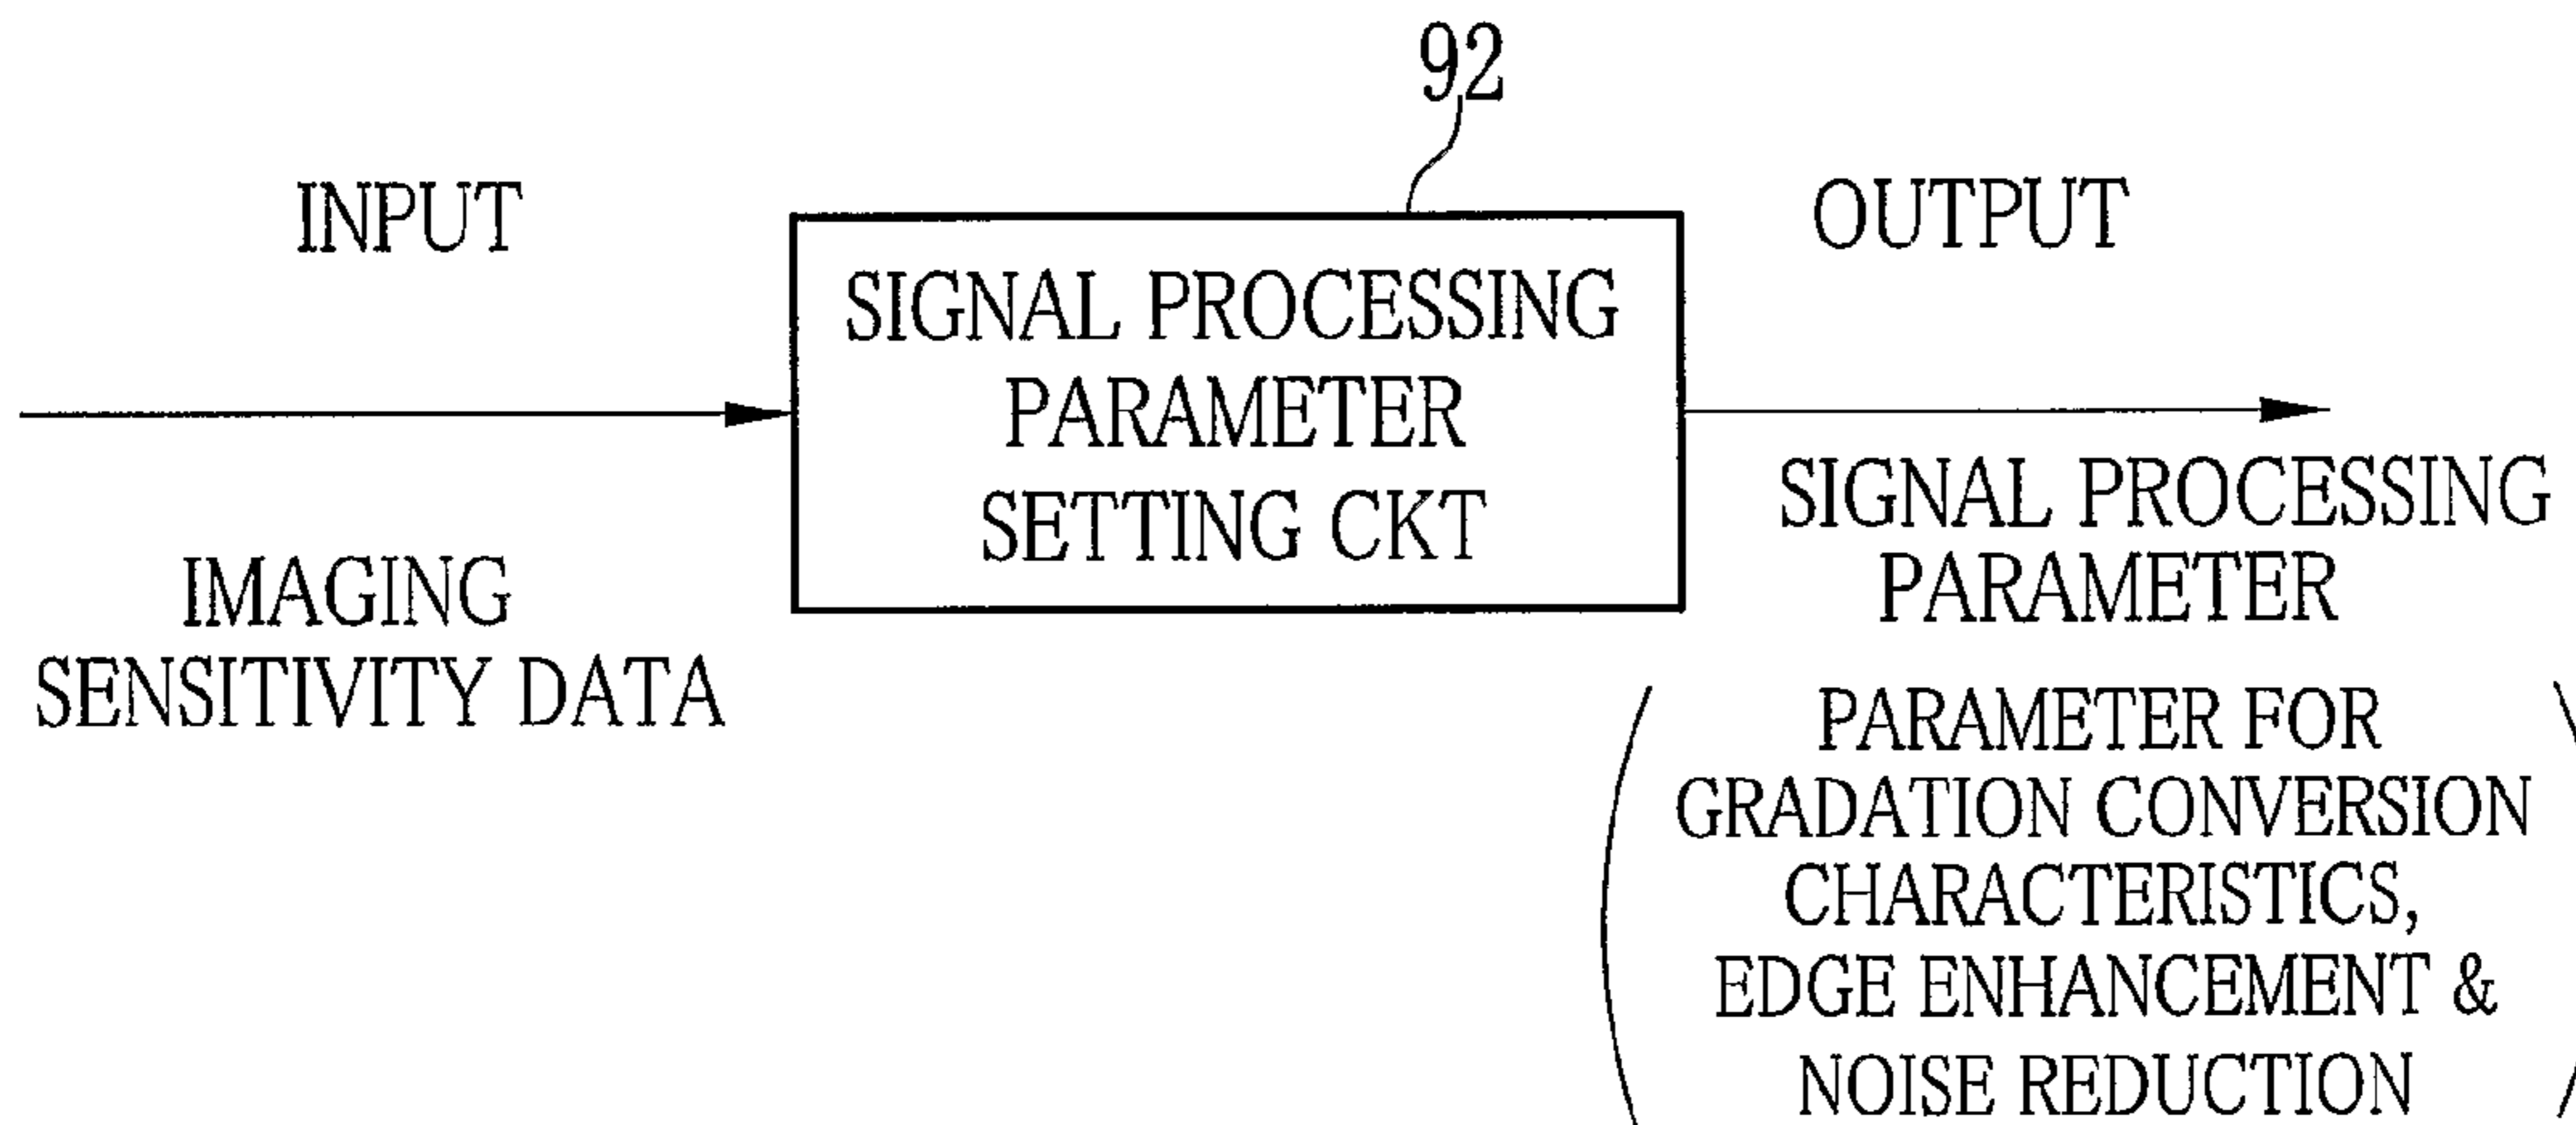 92
INPUT
OUTPUT
SIGNAL PROCESSING
PARAMETER
SETTING CKT
IMAGING
SENSITIVITY DATA
SIGNAL PROCESSING
PARAMETER
PARAMETER FOR
GRADATION CONVERSION
CHARACTERISTICS,
EDGE ENHANCEMENT &
NOISE REDUCTION